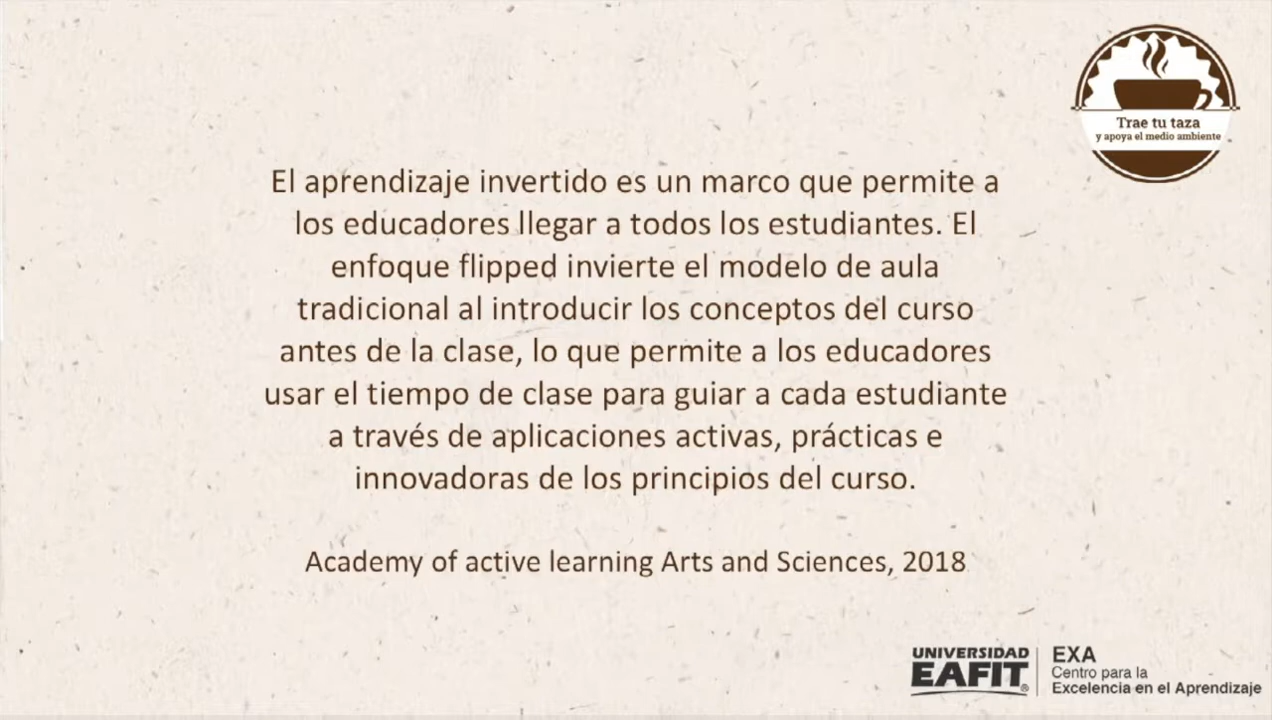 Trae tu taza
y apoya el medio ambiente
El aprendizaje invertido es un marco que permite a
los educadores llegar a todos los estudiantes. El
enfoque flipped invierte el modelo de aula
tradicional al introducir los conceptos del curso
antes de la clase, lo que permite a los educadores
usar el tiempo de clase para guiar a cada estudiante
a través de aplicaciones activas, prácticas e
innovadoras de los principios del curso.
Academy of active learning Arts and Sciences, 2018
UNIVERSIDAD
EAFIT®
EXA
Centro para la
Excelencia en el Aprendizaje